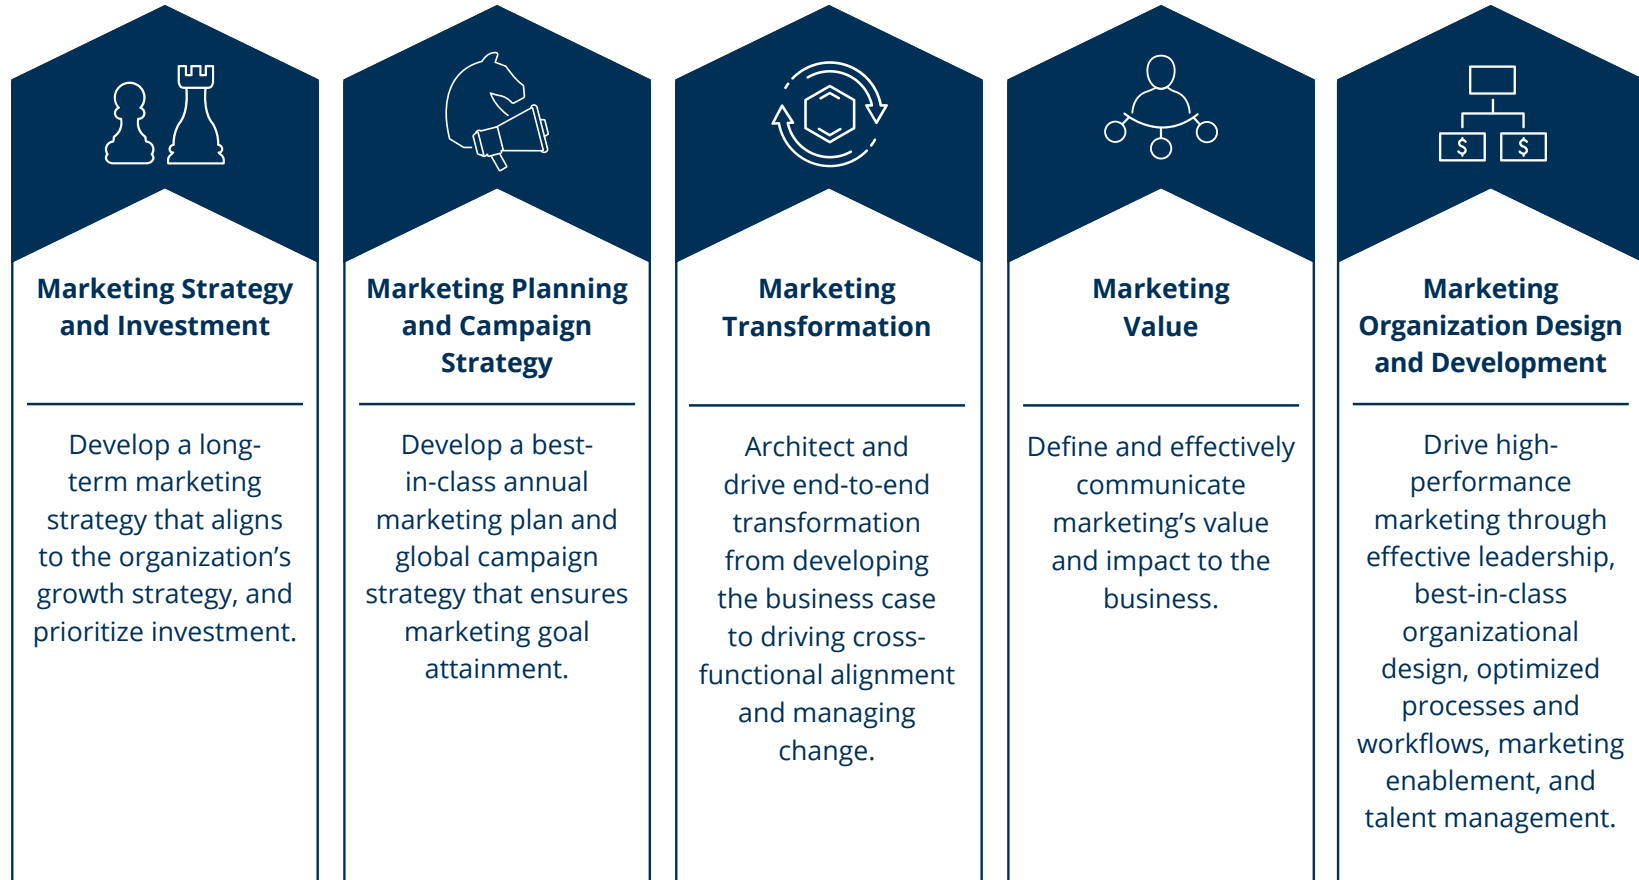 $ $
Marketing Strategy
and Investment
Develop a long-
term marketing
strategy that aligns
to the organization’s
growth strategy, and
prioritize investment.
Marketing Planning
and Campaign
Strategy
Develop a best-
in-class annual
marketing plan and
global campaign
strategy that ensures
marketing goal
attainment.
Marketing
Transformation
Architect and
drive end-to-end
transformation
from developing
the business case
to driving cross-
functional alignment
and managing
change.
Marketing
Value
Define and effectively
communicate
marketing’s value
and impact to the
business.
Marketing
Organization Design
and Development
Drive high-
performance
marketing through
effective leadership,
best-in-class
organizational
design, optimized
processes and
workflows, marketing
enablement, and
talent management.